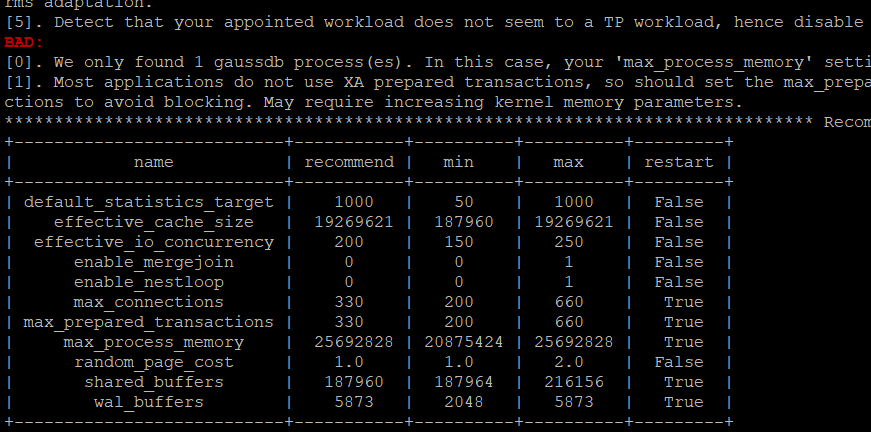 rms adaptation.
[5]. Detect that your appointed workload does not seem to a TP workload, hence disable
BAD:
[0]. We only found 1 gaussdb process(es). In this case, your 'max_process_memory' setti
[1]. Most applications do not use XA prepared transactions, so should set the max_prepa
ctions to avoid blocking. May require increasing kernel memory parameters.
********************************************************************************* Recom
+---------------------------+-----------+----------+----------+---------+
| name | recommend | min | max | restart |
+---------------------------+-----------+----------+----------+---------+
| default_statistics_target | 1000 | 50 | 1000 | False |
| effective_cache_size | 19269621 | 187960 | 19269621 | False |
| effective_io_concurrency | 200 | 150 | 250 | False |
| enable_mergejoin | 0 | 0 | 1 | False |
| enable_nestloop | 0 | 0 | 1 | False |
| max_connections | 330 | 200 | 660 | True |
| max_prepared_transactions | 330 | 200 | 660 | True |
| max_process_memory | 25692828 | 20875424 | 25692828 | True |
| random_page_cost | 1.0 | 1.0 | 2.0 | False |
| shared_buffers | 187960 | 187964 | 216156 | True |
| wal_buffers | 5873 | 2048 | 5873 | True |
+---------------------------+-----------+----------+----------+---------+